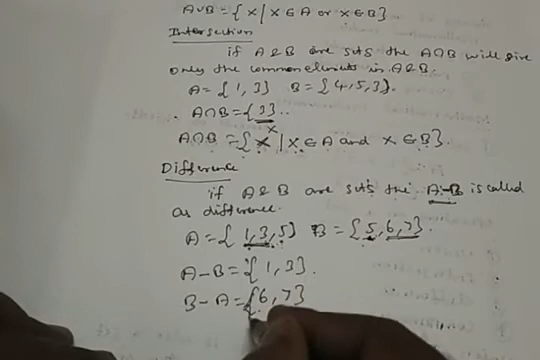 A∪B = { x | x ∈ A or x ∈ B }
Intersection
if A & B are sets the A∩B will give
only the common elements in A & B.
A = { 1, 3 } B = { 4, 5, 3 }.
A∩B = { 3 }.
A∩B = { x | x ∈ A and x ∈ B }.
Difference
if A & B are sets the A-B is called
as difference.
A = { 1, 3, 5 } B = { 5, 6, 7 }.
A - B = { 1, 3 }.
B - A = { 6, 7 }